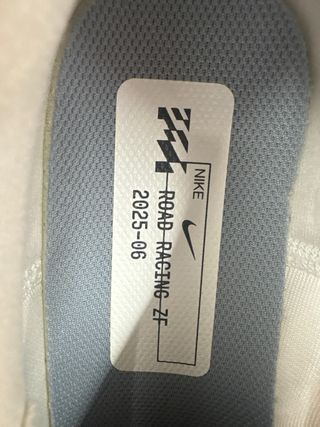 NIKE
ROAD RACING ZF
2025-06